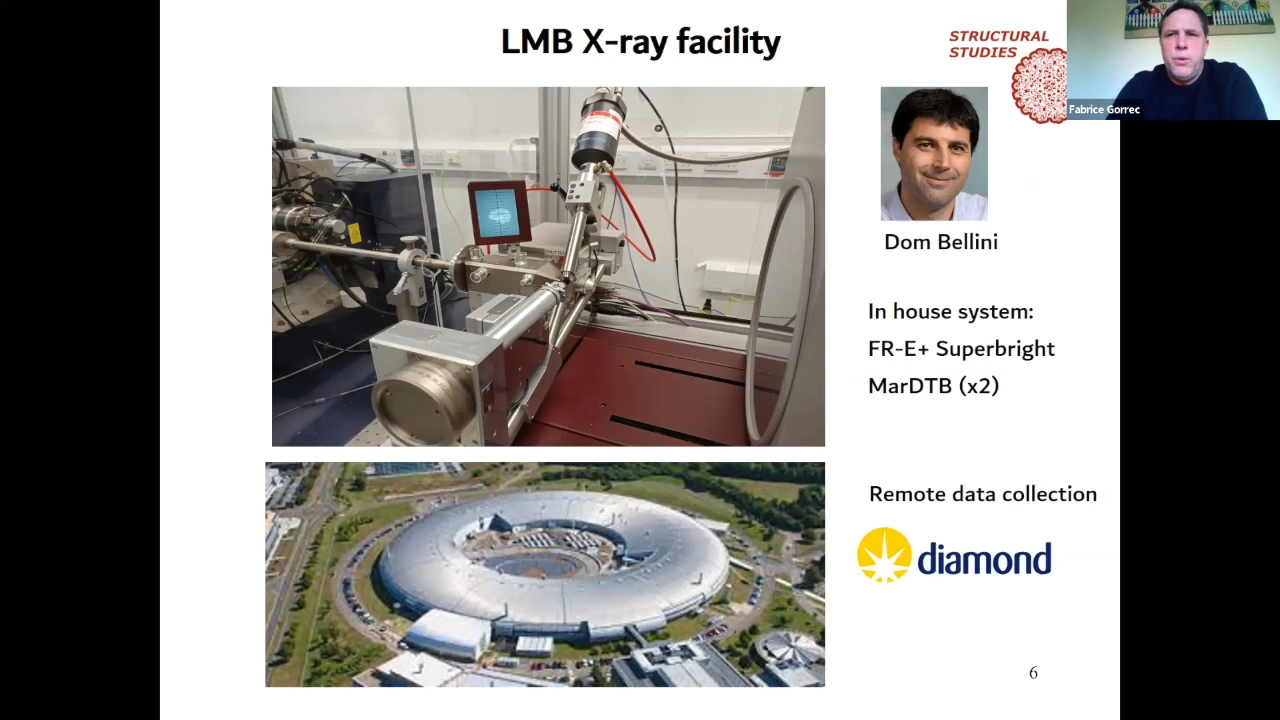 LMB X-ray facility
STRUCTURAL
STUDIES
Fabrice Gorrec
Dom Bellini
In house system:
FR-E+ Superbright
MarDTB (x2)
Remote data collection
diamond
6